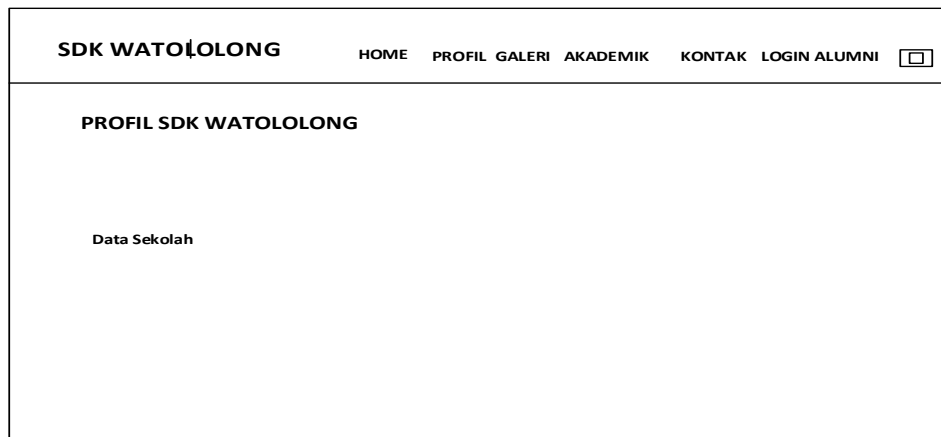 SDK WATOLOLONG
HOME PROFIL GALERI AKADEMIK KONTAK LOGIN ALUMNI
PROFIL SDK WATOLOLONG
Data Sekolah